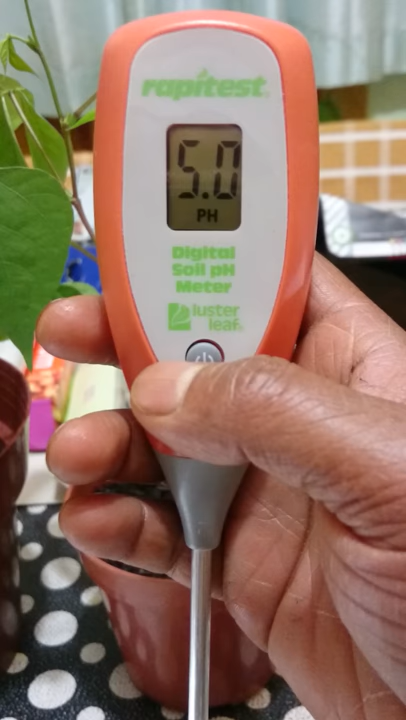 rapitest
5.0
PH
Digital
Soil pH
Meter
luster
leaf